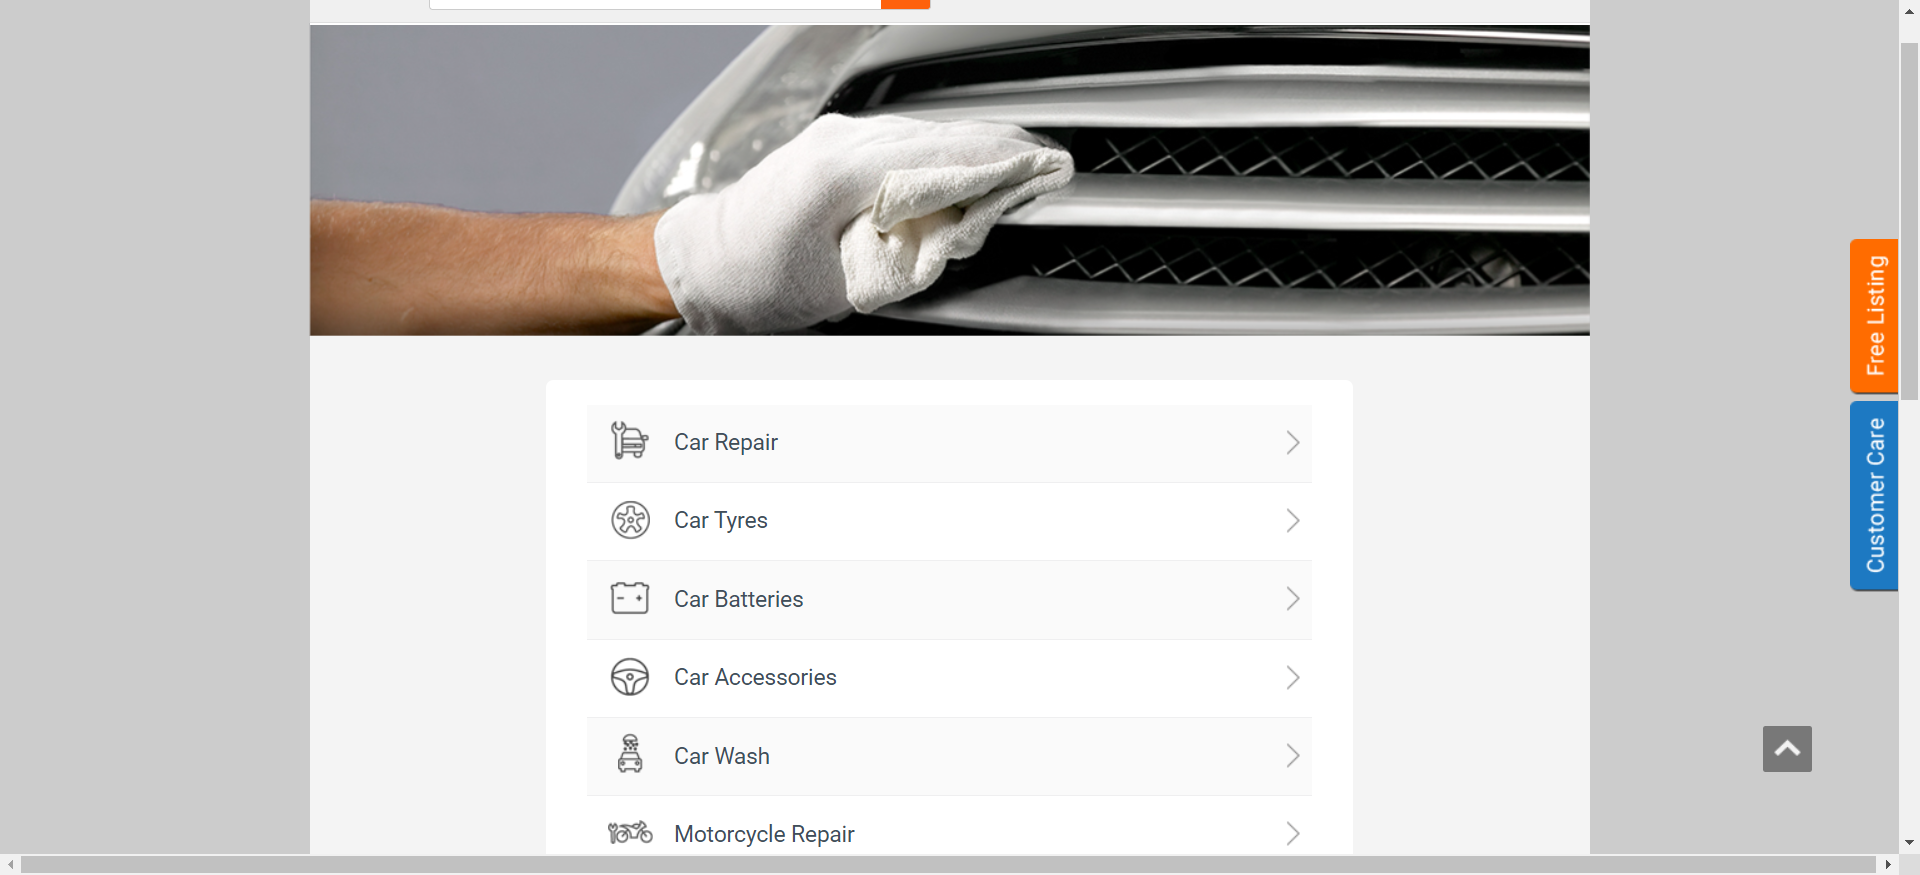 Car Repair
Car Tyres
Car Batteries
Car Accessories
Car Wash
Motorcycle Repair
Free Listing
Customer Care